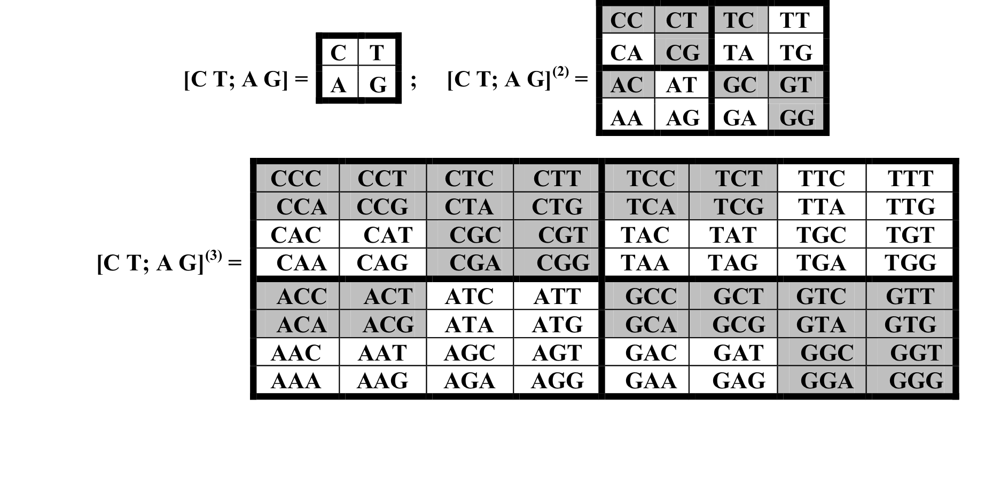 [C T; A G] = C T A G ; [C T; A G]^(2) = CC CT TC TT
CA CG TA TG
AC AT GC GT
AA AG GA GG
CCC CCT CTC CTT TCC TCT TTC TTT
CCA CCG CTA CTG TCA TCG TTA TTG
CAC CAT CGC CGT TAC TAT TGC TGT
[C T; A G]^(3) = CAA CAG CGA CGG TAA TAG TGA TGG
ACC ACT ATC ATT GCC GCT GTC GTT
ACA ACG ATA ATG GCA GCG GTA GTG
AAC AAT AGC AGT GAC GAT GGC GGT
AAA AAG AGA AGG GAA GAG GGA GGG